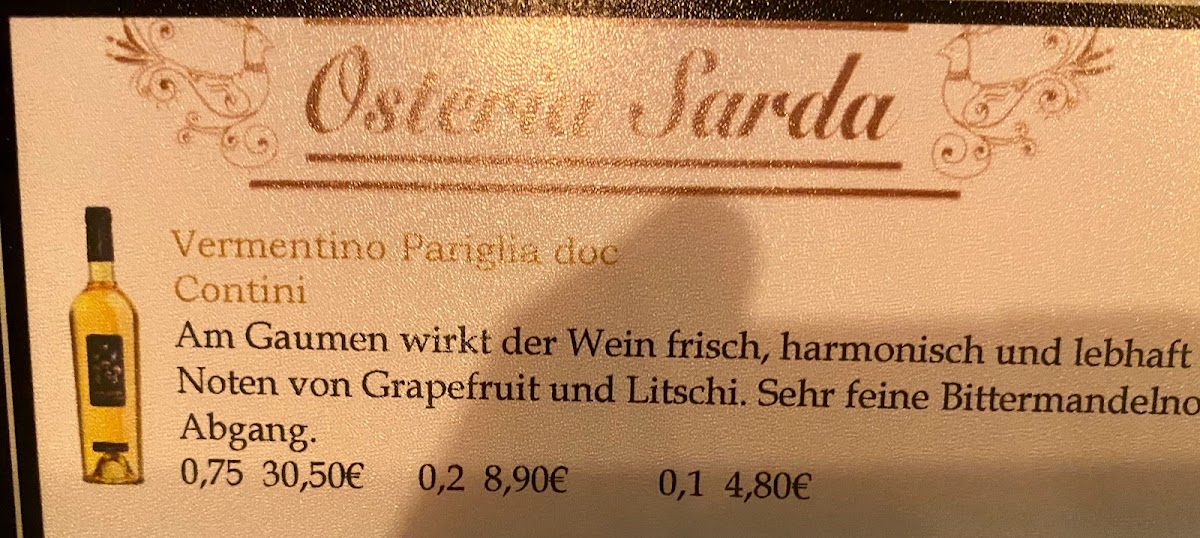 Osteria Sarda
Vermentino Pariglia doc
Contini
Am Gaumen wirkt der Wein frisch, harmonisch und lebhaft
Noten von Grapefruit und Litschi. Sehr feine Bittermandelno
Abgang.
0,75 30,50€ 0,2 8,90€ 0,1 4,80€